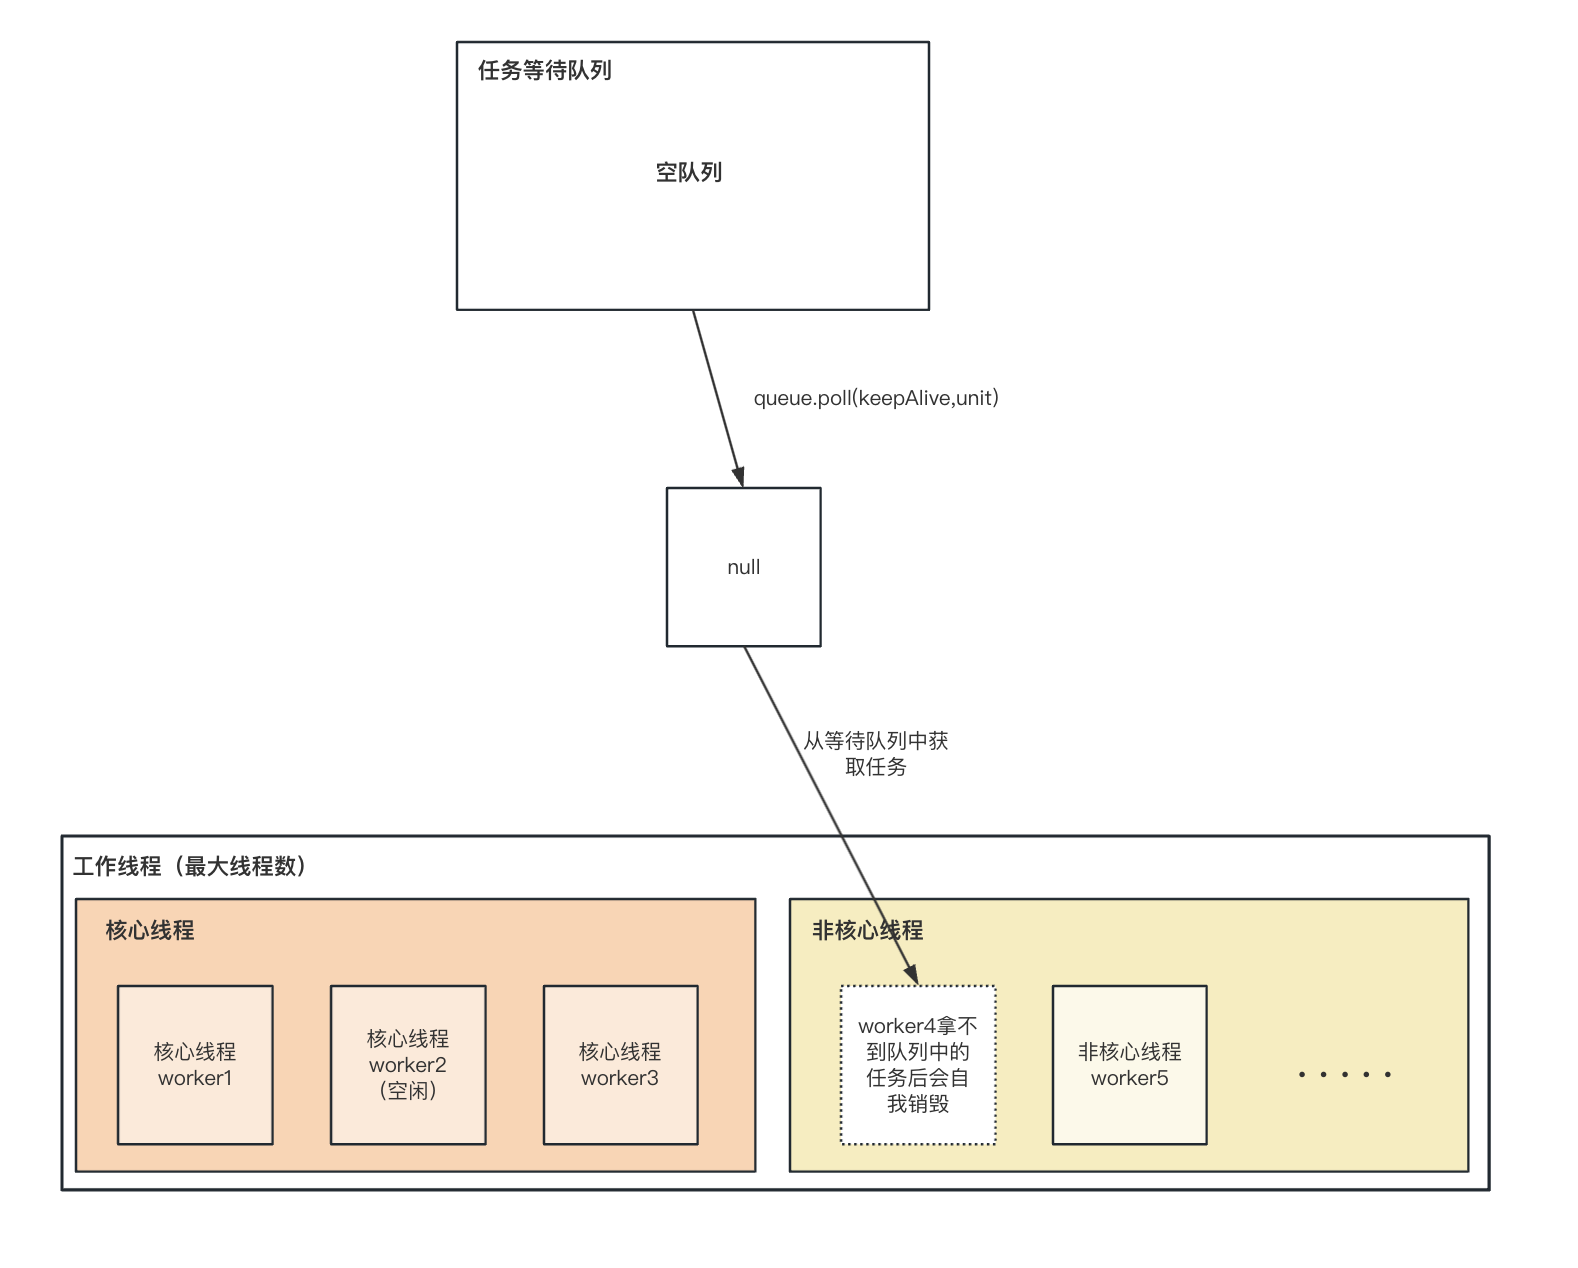 任务等待队列
空队列
queue.poll(keepAlive,unit)
null
从等待队列中获
取任务
工作线程（最大线程数）
核心线程
核心线程
worker1
核心线程
worker2
（空闲）
核心线程
worker3
非核心线程
worker4拿不
到队列中的
任务后会自
我销毁
非核心线程
worker5
·····